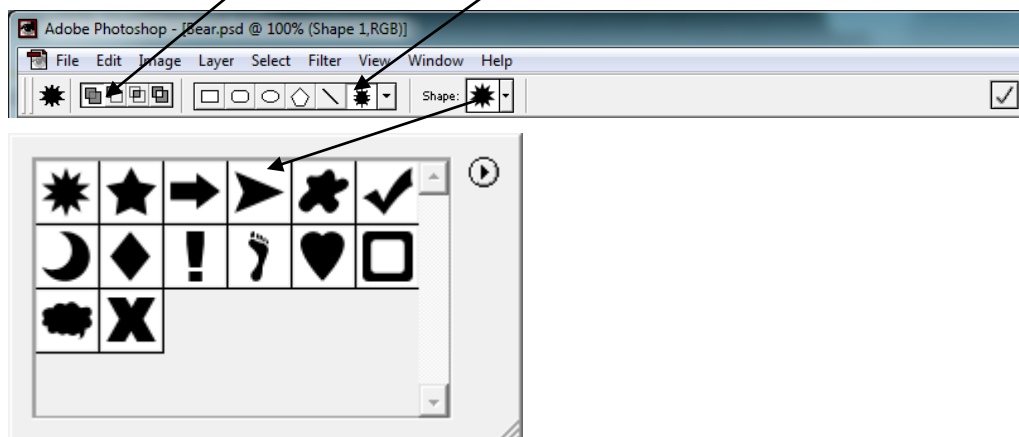 Adobe Photoshop - [Bear.psd @ 100% (Shape 1,RGB)]
File Edit Image Layer Select Filter View Window Help
Shape: